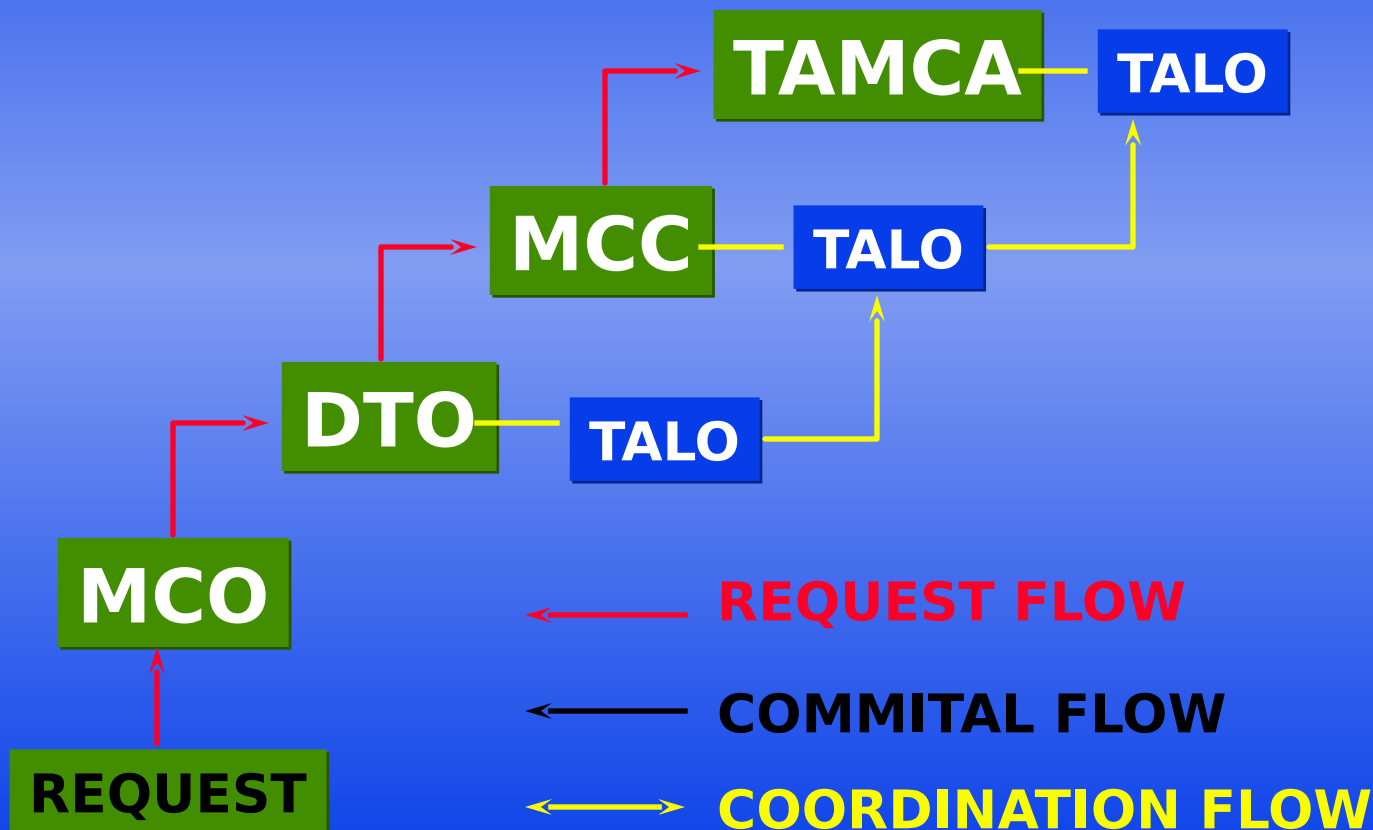 TAMCA
TALO
MCC
TALO
DTO
TALO
MCO
REQUEST FLOW
COMMITAL FLOW
REQUEST
COORDINATION FLOW